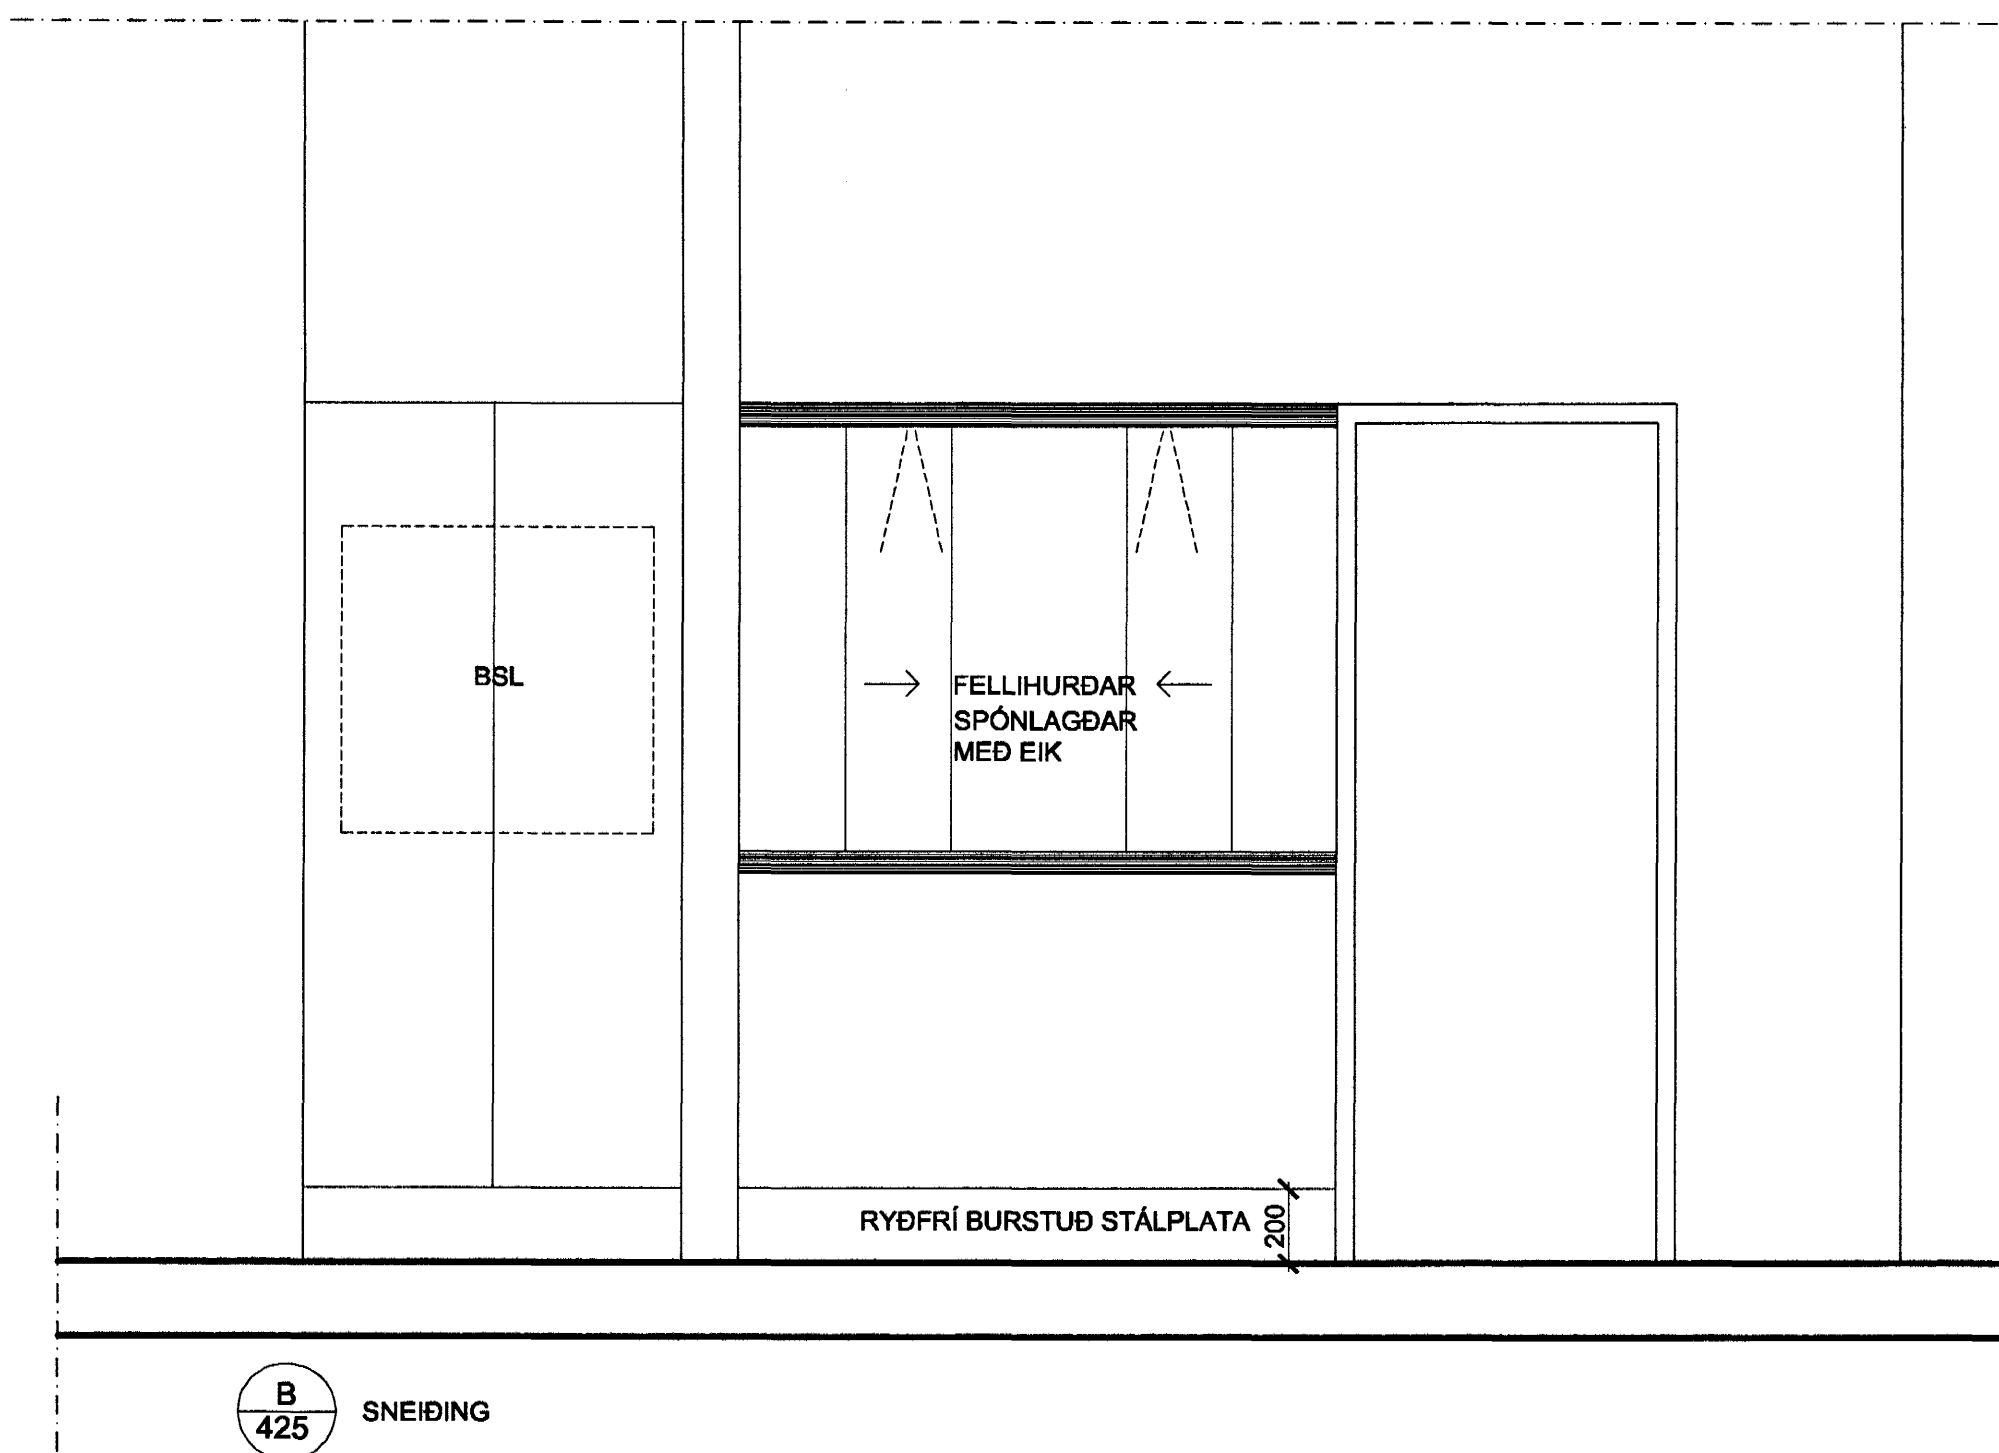 BSL
FELLIHURÐAR
SPÓNLAGÐAR
MEÐ EIK
RYÐFRÍ BURSTUÐ STÁLPLATA
200
B
425
SNEIÐING